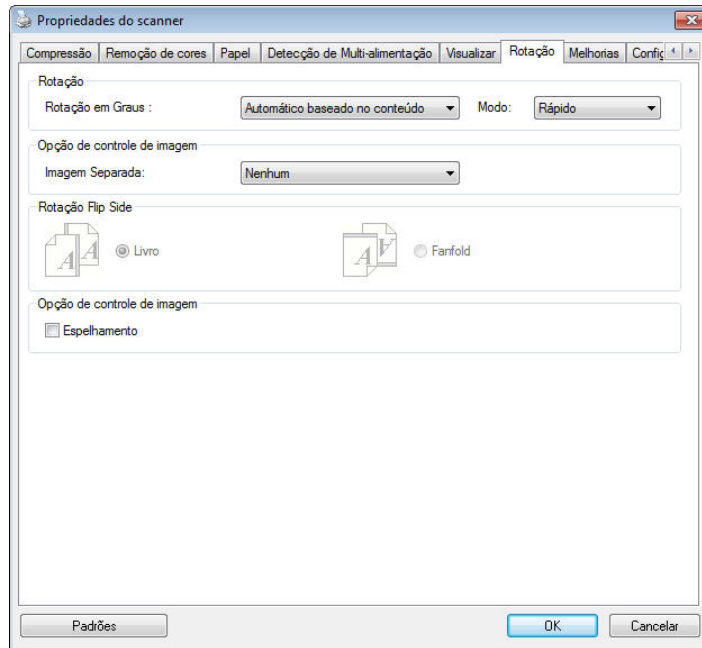 Propriedades do scanner
Compressão Remoção de cores Papel Detecção de Multi-alimentação Visualizar Rotação Melhorias Config
Rotação
Rotação em Graus : Automático baseado no conteúdo Modo: Rápido
Opção de controle de imagem
Imagem Separada: Nenhum
Rotação Flip Side
A A Livro A A Fanfold
Opção de controle de imagem
Espelhamento
Padrões OK Cancelar